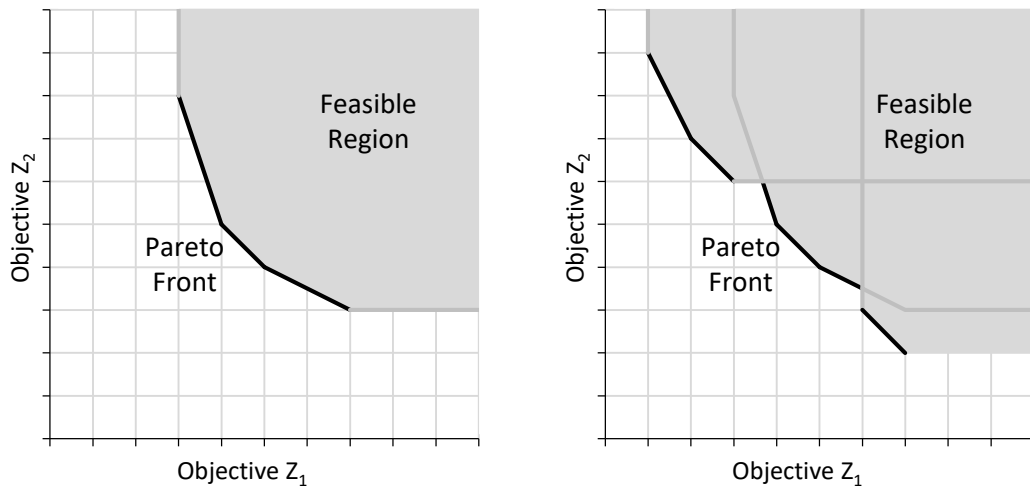 Feasible
Region
Objective Z2
Pareto
Front
Objective Z1
Feasible
Region
Objective Z2
Pareto
Front
Objective Z1